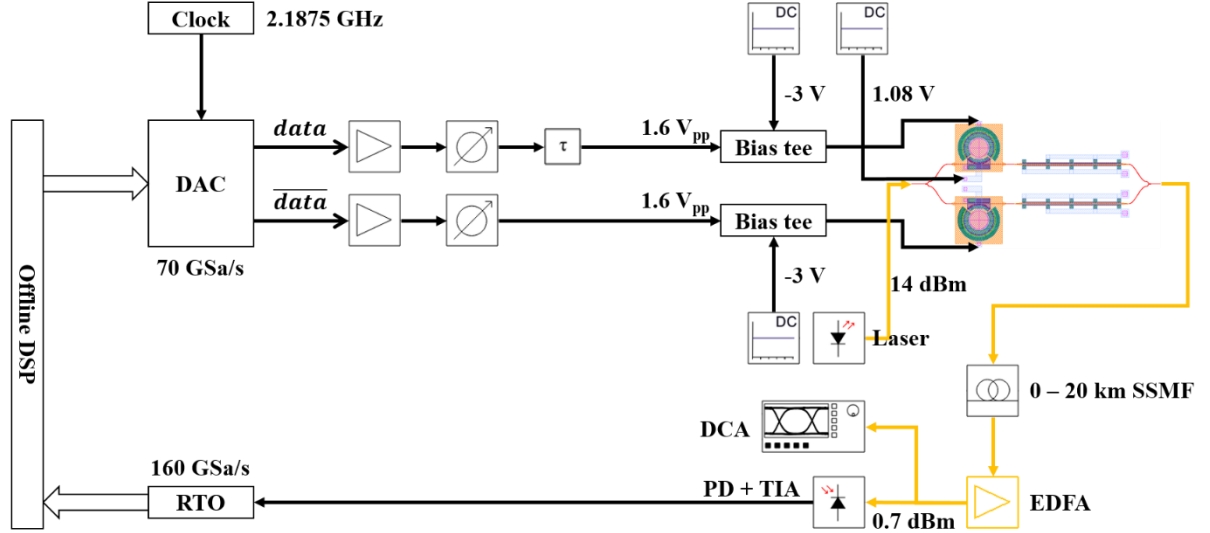 Clock
2.1875 GHz
DC
DC
-3 V
1.08 V
data
1.6 Vpp
τ
Bias tee
DAC
data
1.6 Vpp
Bias tee
70 GSa/s
-3 V
14 dBm
DC
Laser
Offline DSP
0 – 20 km SSMF
DCA
160 GSa/s
PD + TIA
RTO
0.7 dBm
EDFA